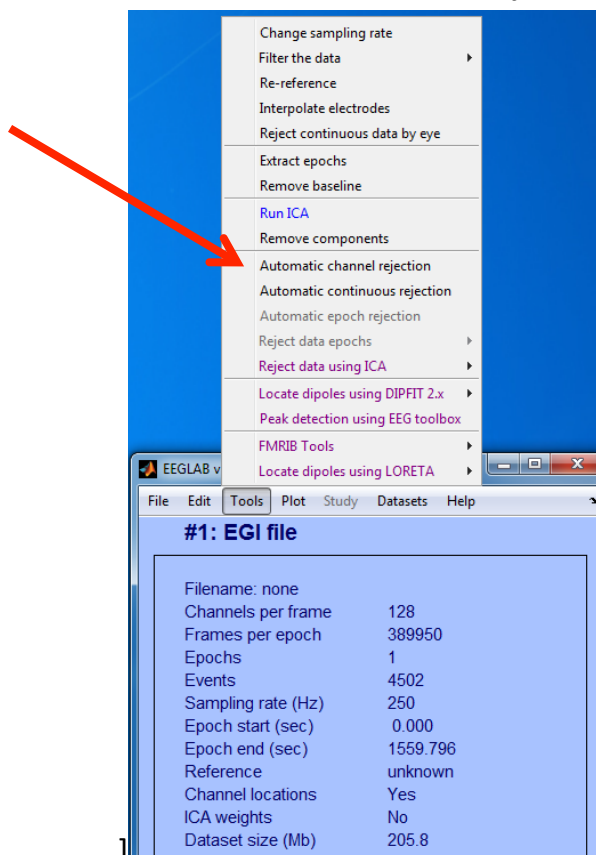 Change sampling rate
Filter the data
Re-reference
Interpolate electrodes
Reject continuous data by eye
Extract epochs
Remove baseline
Run ICA
Remove components
Automatic channel rejection
Automatic continuous rejection
Automatic epoch rejection
Reject data epochs
Reject data using ICA
Locate dipoles using DIPFIT 2.x
Peak detection using EEG toolbox
FMRIB Tools
Locate dipoles using LORETA
EEGLAB v
File Edit Tools Plot Study Datasets Help
#1: EGI file
Filename: none
Channels per frame 128
Frames per epoch 389950
Epochs 1
Events 4502
Sampling rate (Hz) 250
Epoch start (sec) 0.000
Epoch end (sec) 1559.796
Reference unknown
Channel locations Yes
ICA weights No
Dataset size (Mb) 205.8
]